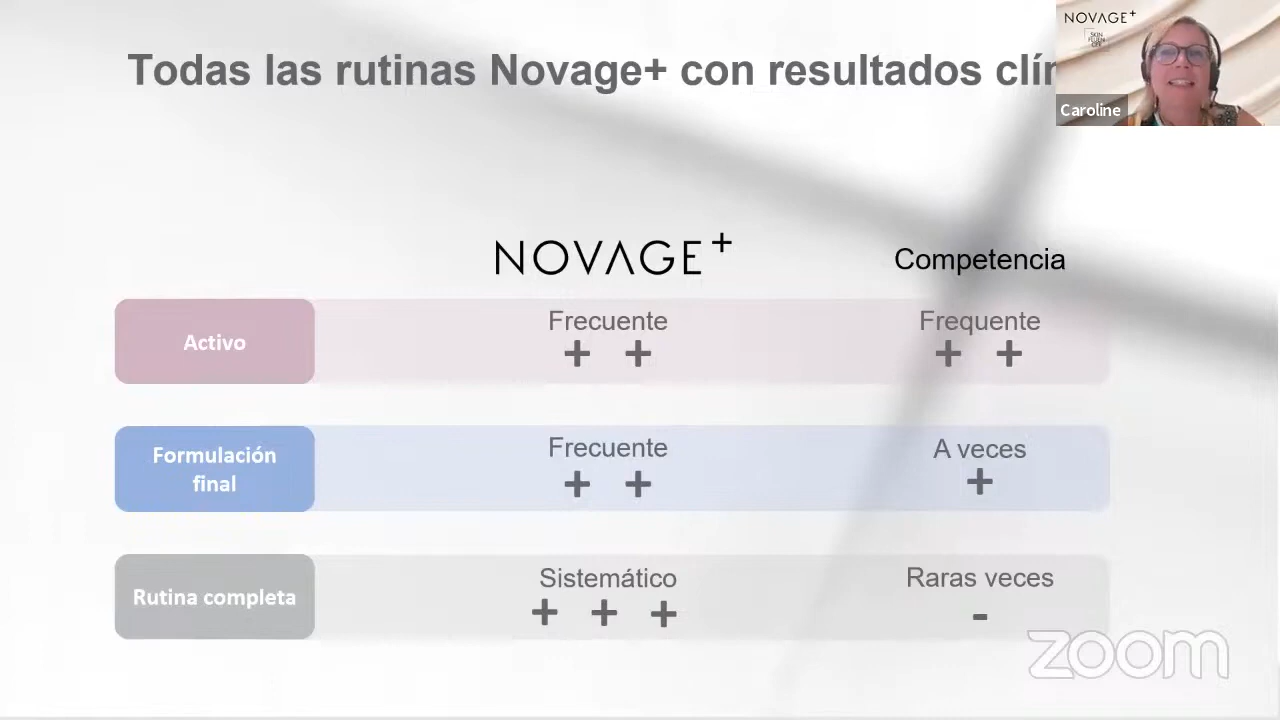 Todas las rutinas Novage+ con resultados clín
NOVAGE+
SKIN
Caroline
NOVAGE+
Competencia
Activo
Frecuente
+ +
Frequente
+ +
Formulación
final
Frecuente
+ +
A veces
+
Rutina completa
Sistemático
+ + +
Raras veces
-
zoom